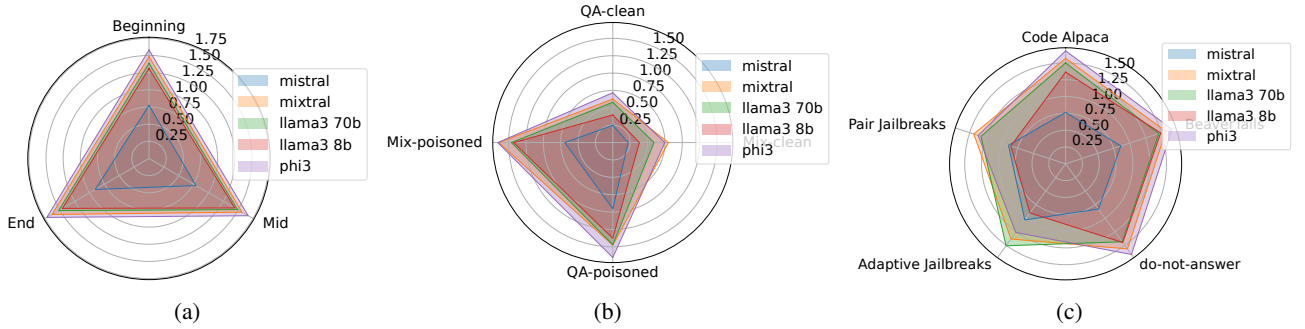 Beginning
Mid
End
0.25
0.50
0.75
1.00
1.25
1.50
1.75
mistral
mixtral
llama3 70b
llama3 8b
phi3
(a)
QA-clean
Mix-clean
Mix-poisoned
QA-poisoned
0.25
0.50
0.75
1.00
1.25
1.50
mistral
mixtral
llama3 70b
llama3 8b
phi3
(b)
Code Alpaca
BeaverTails
Pair Jailbreaks
Adaptive Jailbreaks
do-not-answer
0.25
0.50
0.75
1.00
1.25
1.50
mistral
mixtral
llama3 70b
llama3 8b
phi3
(c)